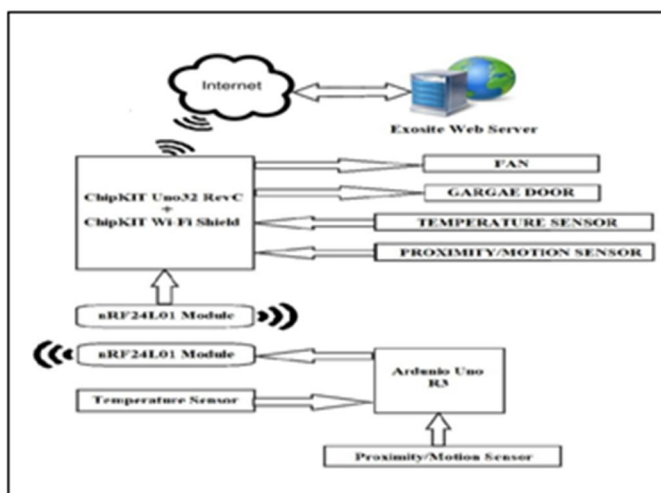 Internet
Exosite Web Server
FAN
ChipKIT Uno32 RevC
+
ChipKIT Wi-Fi Shield
GARGAE DOOR
TEMPERATURE SENSOR
PROXIMITY/MOTION SENSOR
nRF24L01 Module
nRF24L01 Module
Ardunio Uno
R3
Temperature Sensor
Proximity/Motion Sensor